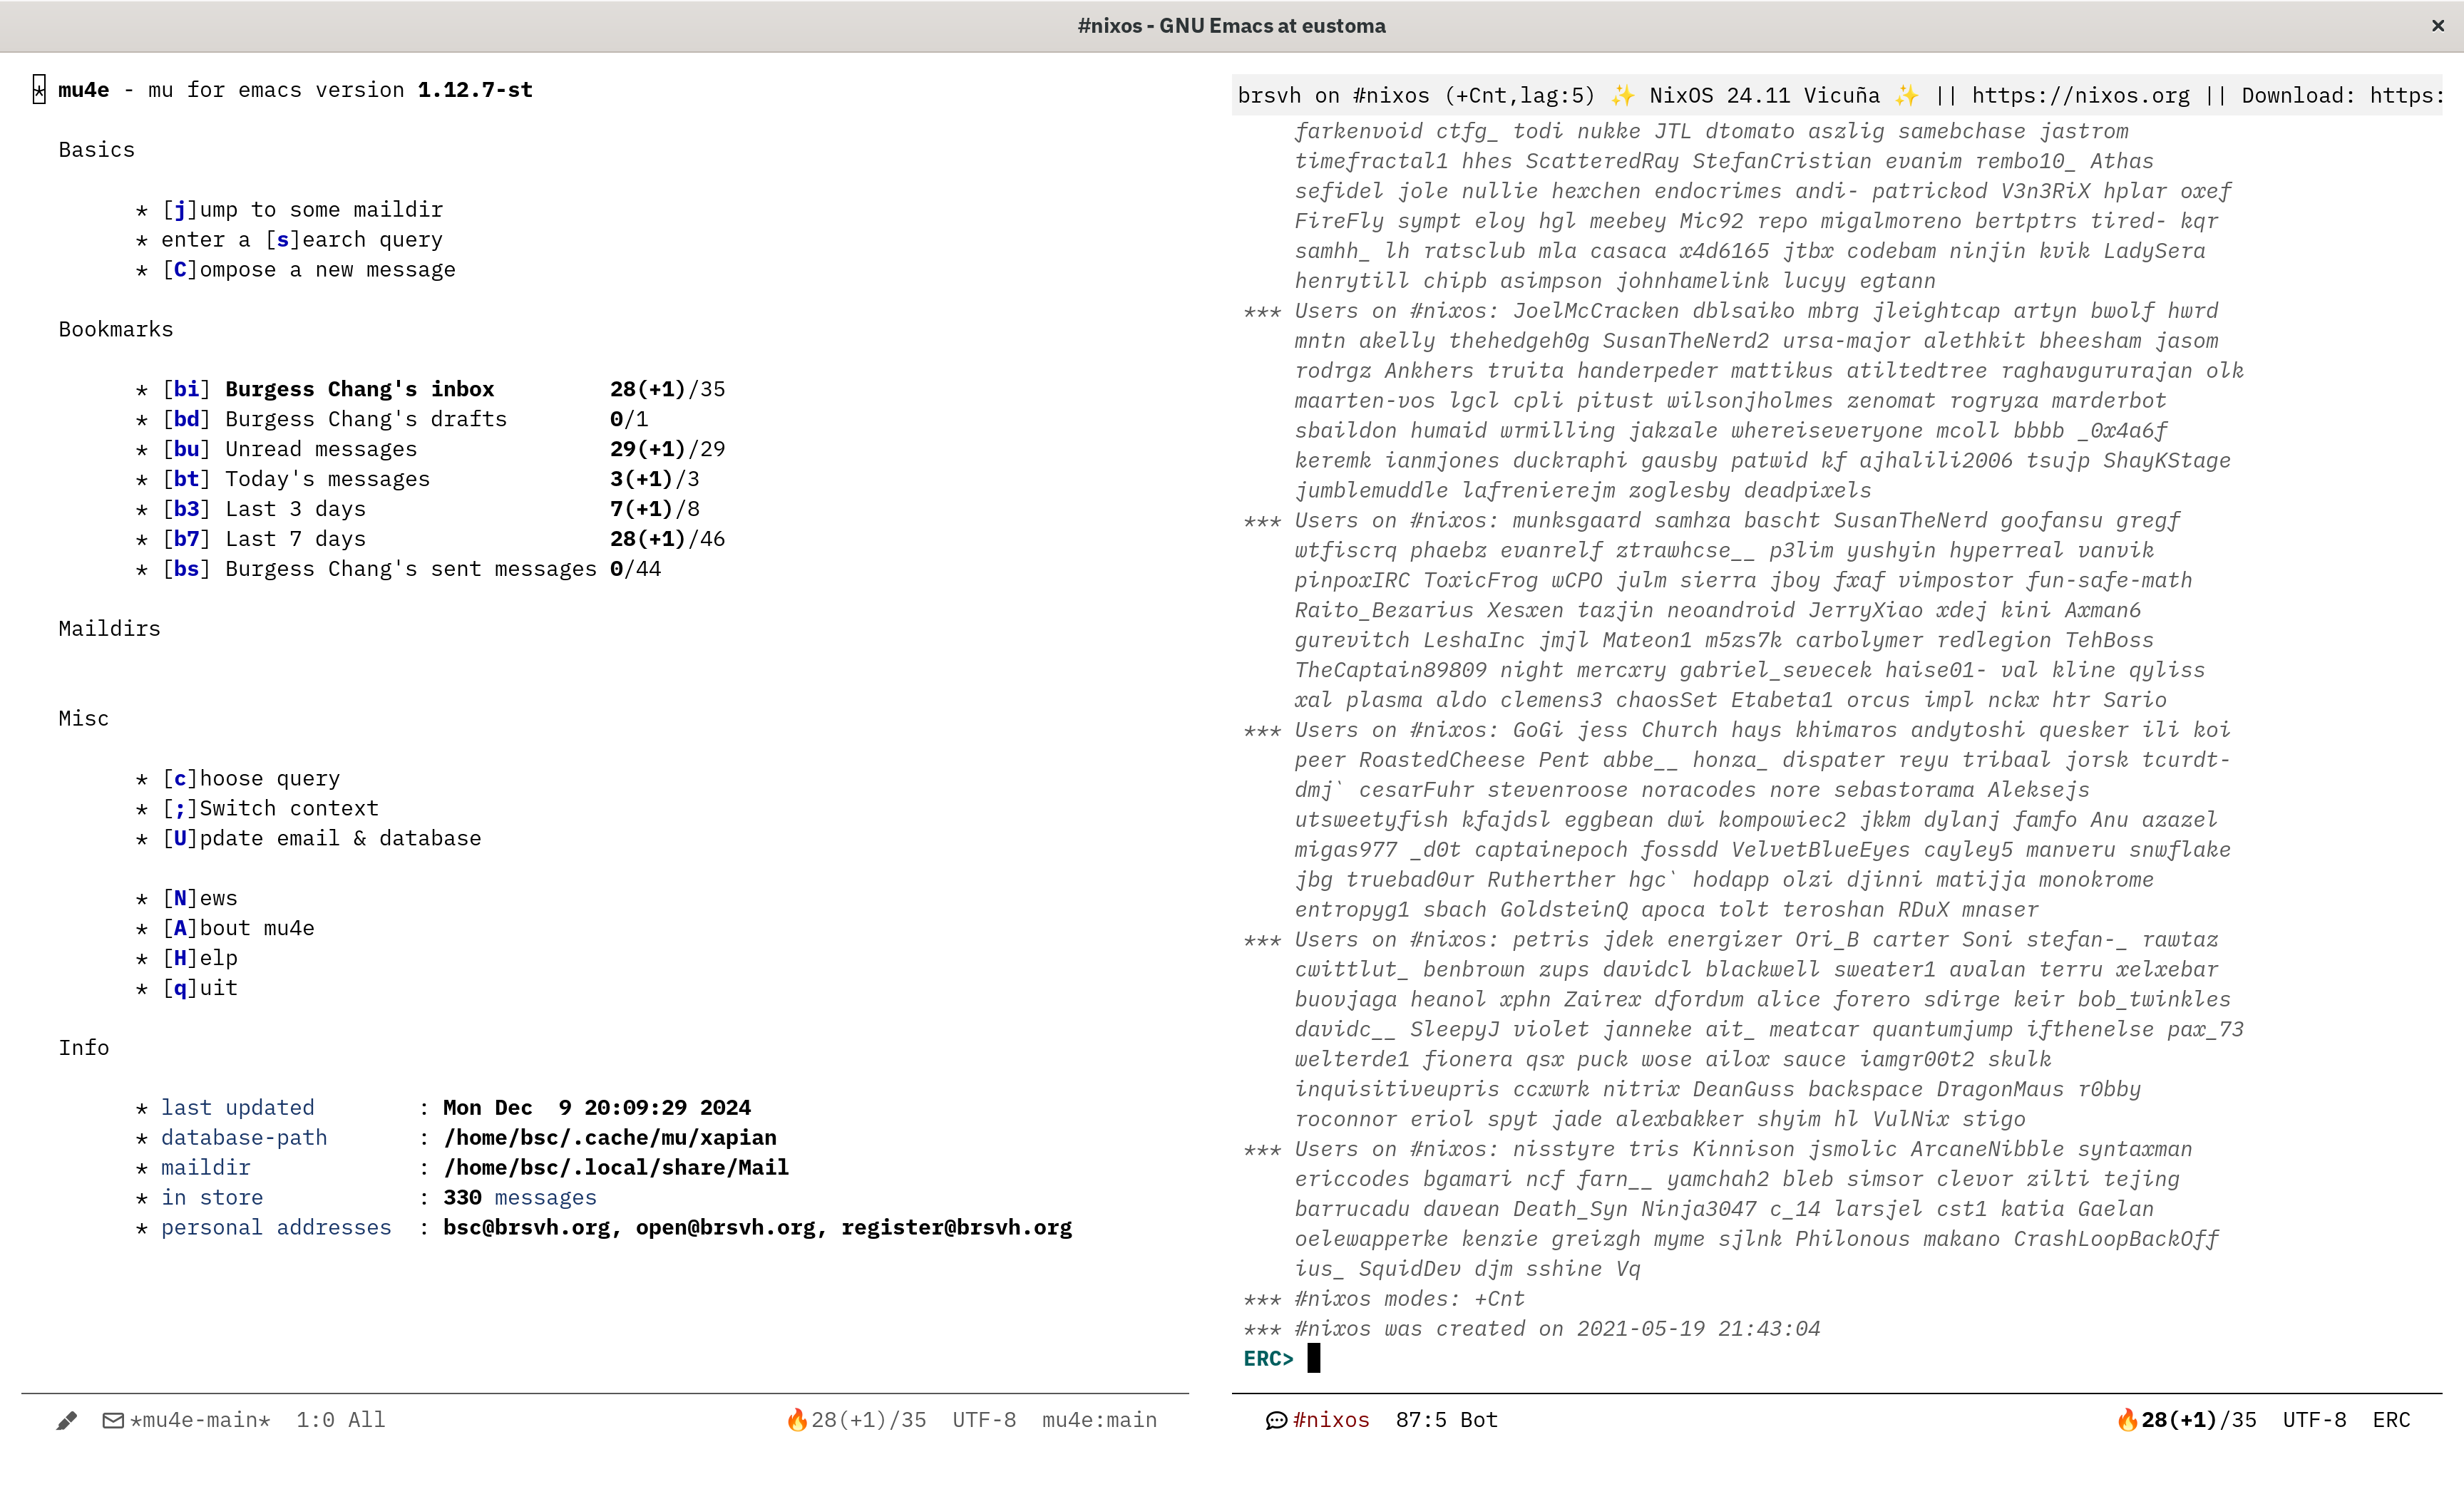 #nixos - GNU Emacs at eustoma
* mu4e - mu for emacs version 1.12.7-st
Basics
* [j]ump to some maildir
* enter a [s]earch query
* [C]ompose a new message
Bookmarks
* [bi] Burgess Chang's inbox 28(+1)/35
* [bd] Burgess Chang's drafts 0/1
* [bu] Unread messages 29(+1)/29
* [bt] Today's messages 3(+1)/3
* [b3] Last 3 days 7(+1)/8
* [b7] Last 7 days 28(+1)/46
* [bs] Burgess Chang's sent messages 0/44
Maildirs
Misc
* [c]hoose query
* [;]Switch context
* [U]pdate email & database
* [N]ews
* [A]bout mu4e
* [H]elp
* [q]uit
Info
* last updated : Mon Dec  9 20:09:29 2024
* database-path : /home/bsc/.cache/mu/xapian
* maildir : /home/bsc/.local/share/Mail
* in store : 330 messages
* personal addresses : bsc@brsvh.org, open@brsvh.org, register@brsvh.org
*mu4e-main* 1:0 All 🔥28(+1)/35 UTF-8 mu4e:main
brsvh on #nixos (+Cnt,lag:5) ✨ NixOS 24.11 Vicuña ✨ || https://nixos.org || Download: https:
farkenvoid ctfg_ todi nukke JTL dtomato aszlig samebchase jastrom
timefractal1 hhes ScatteredRay StefanCristian evanim rembo10_ Athas
sefidel jole nullie hexchen endocrimes andi- patrickod V3n3RiX hplar oxef
FireFly sympt eloy hgl meebey Mic92 repo migalmoreno bertptrs tired- kqr
samhh_ lh ratsclub mla casaca x4d6165 jtbx codebam ninjin kvik LadySera
henrytill chipb asimpson johnhamelink lucyy egtann
*** Users on #nixos: JoelMcCracken dblsaiko mbrg jleightcap artyn bwolf hwrd
mntn akelly thehedgeh0g SusanTheNerd2 ursa-major alethkit bheesham jasom
rodrgz Ankhers truita handerpeder mattikus atiltedtree raghavgururajan olk
maarten-vos lgcl cpli pitust wilsonjholmes zenomat rogryza marderbot
sbaildon humaid wrmilling jakzale whereiseveryone mcoll bbbb _0x4a6f
keremk ianmjones duckraphi gausby patwid kf ajhalili2006 tsujp ShayKStage
jumblemuddle lafrenierejm zoglesby deadpixels
*** Users on #nixos: munksgaard samhza bascht SusanTheNerd goofansu gregf
wtfiscrq phaebz evanrelf ztrawhcse__ p3lim yushyin hyperreal vanvik
pinpoxIRC ToxicFrog wCPO julm sierra jboy fxaf vimpostor fun-safe-math
Raito_Bezarius Xesxen tazjin neoandroid JerryXiao xdej kini Axman6
gurevitch LeshaInc jmjl Mateon1 m5zs7k carbolymer redlegion TehBoss
TheCaptain89809 night mercxry gabriel_sevecek haise01- val kline qyliss
xal plasma aldo clemens3 chaosSet Etabeta1 orcus impl nckx htr Sario
*** Users on #nixos: GoGi jess Church hays khimaros andytoshi quesker ili koi
peer RoastedCheese Pent abbe__ honza_ dispater reyu tribaal jorsk tcurdt-
dmj` cesarFuhr stevenroose noracodes nore sebastorama Aleksejs
utsweetyfish kfajdsl eggbean dwi kompowiec2 jkkm dylanj famfo Anu azazel
migas977 _d0t captainepoch fossdd VelvetBlueEyes cayley5 manveru snwflake
jbg truebad0ur Rutherther hgc` hodapp olzi djinni matijja monokrome
entropyg1 sbach GoldsteinQ apoca tolt teroshan RDuX mnaser
*** Users on #nixos: petris jdek energizer Ori_B carter Soni stefan-_ rawtaz
cwittlut_ benbrown zups davidcl blackwell sweater1 avalan terru xelxebar
buovjaga heanol xphn Zairex dfordvm alice forero sdirge keir bob_twinkles
davidc__ SleepyJ violet janneke ait_ meatcar quantumjump ifthenelse pax_73
welterde1 fionera qsx puck wose ailox sauce iamgr00t2 skulk
inquisitiveupris ccxwrk nitrix DeanGuss backspace DragonMaus r0bby
roconnor eriol spyt jade alexbakker shyim hl VulNix stigo
*** Users on #nixos: nisstyre tris Kinnison jsmolic ArcaneNibble syntaxman
ericcodes bgamari ncf farn__ yamchah2 bleb simsor clevor zilti tejing
barrucadu davean Death_Syn Ninja3047 c_14 larsjel cst1 katia Gaelan
oelewapperke kenzie greizgh myme sjlnk Philonous makano CrashLoopBackOff
ius_ SquidDev djm sshine Vq
*** #nixos modes: +Cnt
*** #nixos was created on 2021-05-19 21:43:04
ERC>
#nixos 87:5 Bot 🔥28(+1)/35 UTF-8 ERC